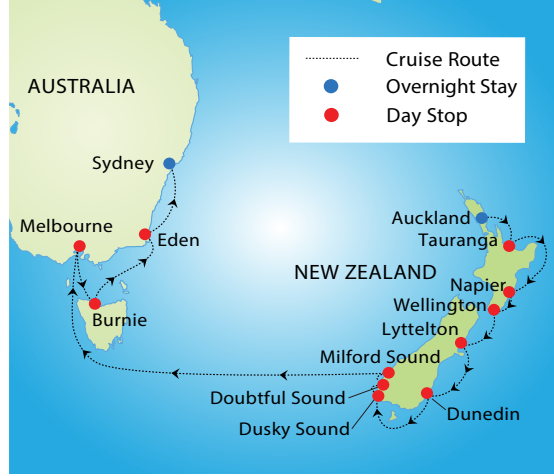 Cruise Route
Overnight Stay
Day Stop
AUSTRALIA
Sydney
Melbourne
Eden
Burnie
Auckland
Tauranga
NEW ZEALAND
Napier
Wellington
Lyttelton
Milford Sound
Doubtful Sound
Dunedin
Dusky Sound